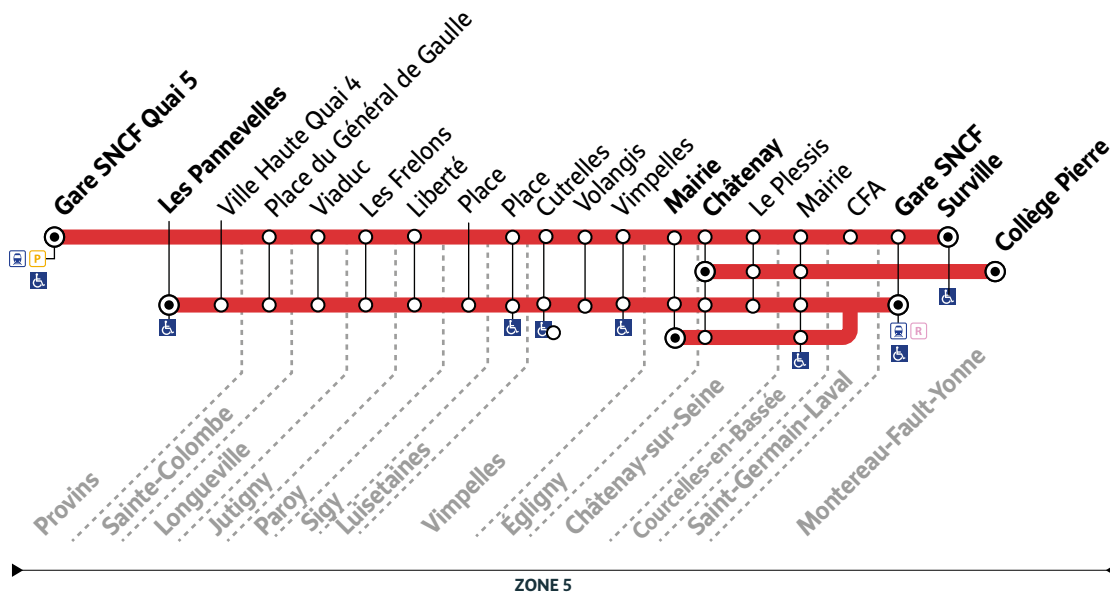 Gare SNCF Quai 5
Les Pannevelles
Ville Haute Quai 4
Place du Général de Gaulle
Viaduc
Les Frelons
Liberté
Place
Place
Cutrelles
Volangis
Vimpelles
Mairie
Châtenay
Le Plessis
Mairie
CFA
Gare SNCF
Surville
Collège Pierre
P
R
Provins
Sainte-Colombe
Longueville
Jutigny
Paroy
Sigy
Luisetaines
Vimpelles
Égligny
Châtenay-sur-Seine
Courcelles-en-Bassée
Saint-Germain-Laval
Montereau-Fault-Yonne
ZONE 5